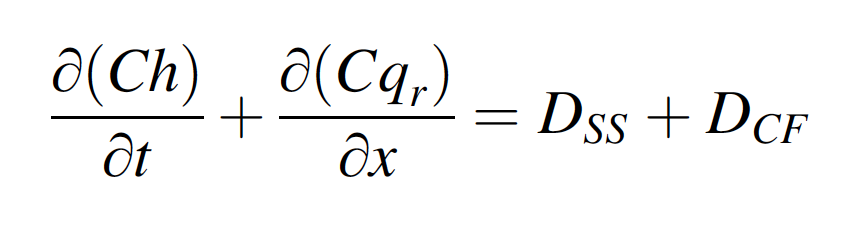 ∂(Ch)/∂t + ∂(Cq_r)/∂x = D_SS + D_CF